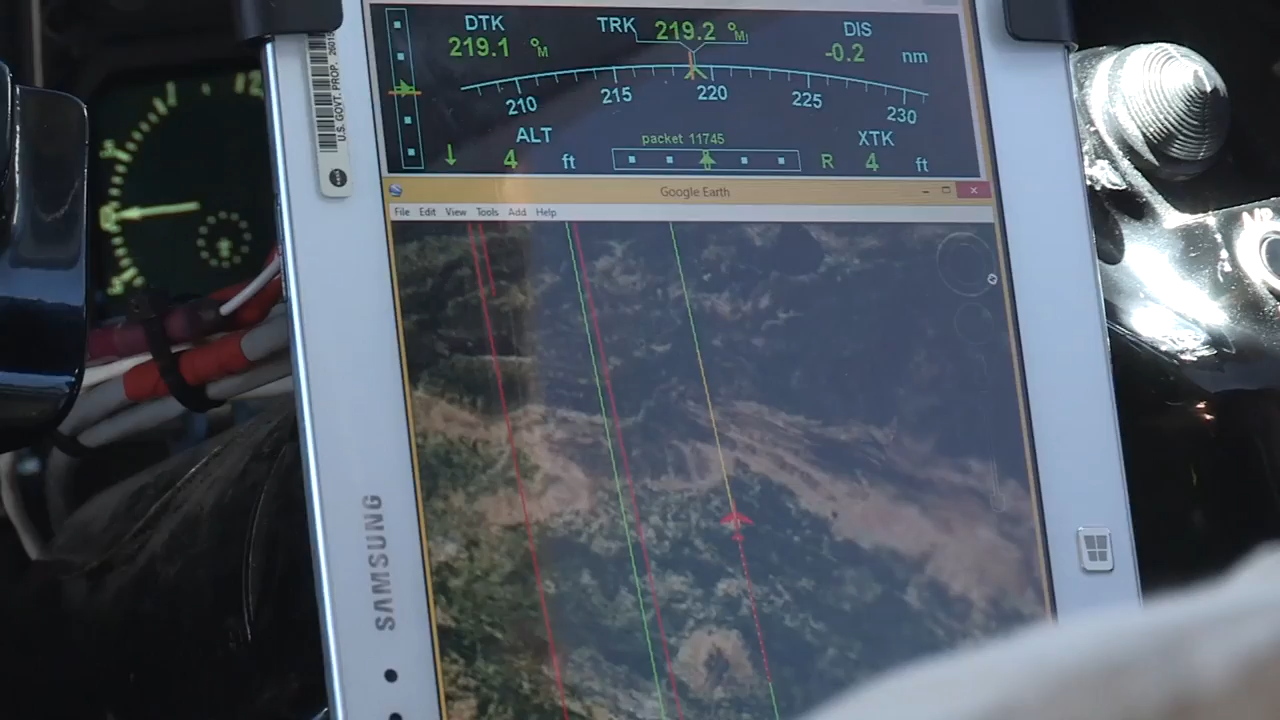 DTK TRK 219.2 °M DIS
219.1 °M -0.2 nm
210 215 220 225 230
ALT packet 11745 XTK
4 ft R 4 ft
Google Earth
File Edit View Tools Add Help
U.S. GOVT. PROP.
SAMSUNG